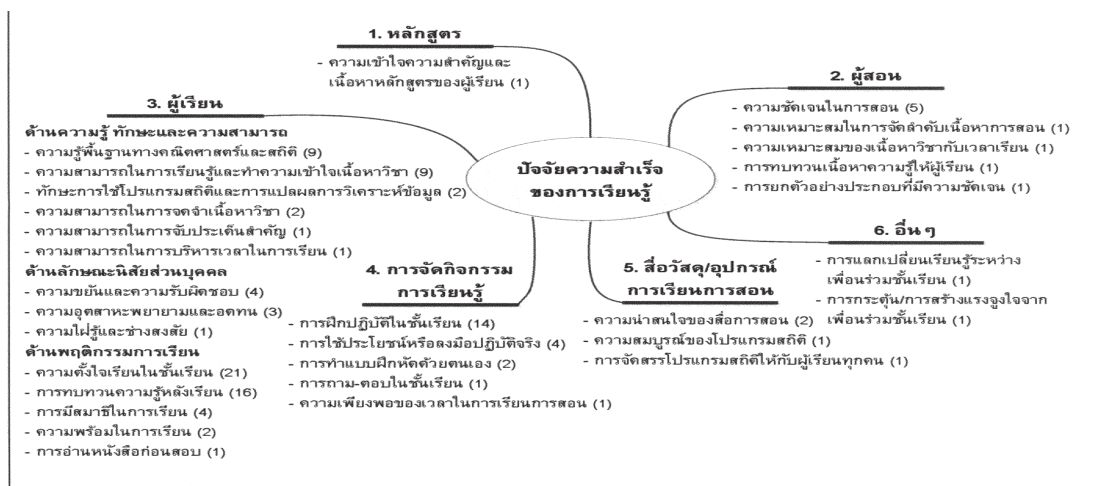 1. หลักสูตร
- ความเข้าใจความสำคัญและ
เนื้อหาหลักสูตรของผู้เรียน (1)
2. ผู้สอน
- ความชัดเจนในการสอน (5)
- ความเหมาะสมในการจัดลำดับเนื้อหาการสอน (1)
- ความเหมาะสมของเนื้อหาวิชากับเวลาเรียน (1)
- การทบทวนเนื้อหาความรู้ให้ผู้เรียน (1)
- การยกตัวอย่างประกอบที่มีความชัดเจน (1)
3. ผู้เรียน
ด้านความรู้ ทักษะและความสามารถ
- ความรู้พื้นฐานทางคณิตศาสตร์และสถิติ (9)
- ความสามารถในการเรียนรู้และทำความเข้าใจเนื้อหาวิชา (9)
- ทักษะการใช้โปรแกรมสถิติและการแปลผลการวิเคราะห์ข้อมูล (2)
- ความสามารถในการจดจำเนื้อหาวิชา (2)
- ความสามารถในการจับประเด็นสำคัญ (1)
- ความสามารถในการบริหารเวลาในการเรียน (1)
ด้านลักษณะนิสัยส่วนบุคคล
- ความขยันและความรับผิดชอบ (4)
- ความอุตสาหะพยายามและอดทน (3)
- ความใฝ่รู้และช่างสงสัย (1)
ด้านพฤติกรรมการเรียน
- ความตั้งใจเรียนในชั้นเรียน (21)
- การทบทวนความรู้หลังเรียน (16)
- การมีสมาธิในการเรียน (4)
- ความพร้อมในการเรียน (2)
- การอ่านหนังสือก่อนสอบ (1)
ปัจจัยความสำเร็จ
ของการเรียนรู้
4. การจัดกิจกรรม
การเรียนรู้
- การฝึกปฏิบัติในชั้นเรียน (14)
- การใช้ประโยชน์หรือลงมือปฏิบัติจริง (4)
- การทำแบบฝึกหัดด้วยตนเอง (2)
- การถาม-ตอบในชั้นเรียน (1)
- ความเพียงพอของเวลาในการเรียนการสอน (1)
5. สื่อวัสดุ/อุปกรณ์
การเรียนการสอน
- ความน่าสนใจของสื่อการสอน (2)
- ความสมบูรณ์ของโปรแกรมสถิติ (1)
- การจัดสรรโปรแกรมสถิติให้กับผู้เรียนทุกคน (1)
6. อื่น ๆ
- การแลกเปลี่ยนเรียนรู้ระหว่าง
เพื่อนร่วมชั้นเรียน (1)
- การกระตุ้น/การสร้างแรงจูงใจจาก
เพื่อนร่วมชั้นเรียน (1)